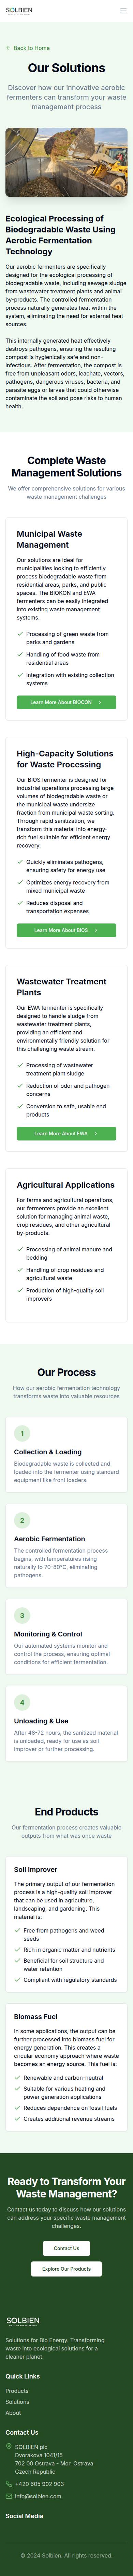 SOLBIEN
← Back to Home
Our Solutions
Discover how our innovative aerobic
fermenters can transform your waste
management process
Ecological Processing of
Biodegradable Waste Using
Aerobic Fermentation
Technology
Our aerobic fermenters are specifically
designed for the ecological processing of
biodegradable waste, including sewage sludge
from wastewater treatment plants and animal
by-products. The controlled fermentation
process naturally generates heat within the
system, eliminating the need for external heat
sources.
This internally generated heat effectively
destroys pathogens, ensuring the resulting
compost is hygienically safe and non-
infectious. After fermentation, the compost is
free from unpleasant odors, leachate, vectors,
pathogens, dangerous viruses, bacteria, and
parasite eggs or larvae that could otherwise
contaminate the soil and pose risks to human
health.
Complete Waste
Management Solutions
We offer comprehensive solutions for various
waste management challenges
Municipal Waste
Management
Our solutions are ideal for
municipalities looking to efficiently
process biodegradable waste from
residential areas, parks, and public
spaces. The BIOKON and EWA
fermenters can be easily integrated
into existing waste management
systems.
Processing of green waste from
parks and gardens
Handling of food waste from
residential areas
Integration with existing collection
systems
Learn More About BIOCON
High-Capacity Solutions
for Waste Processing
Our BIOS fermenter is designed for
industrial operations processing large
volumes of biodegradable waste or
the municipal waste undersize
fraction from municipal waste sorting.
Through rapid sanitization, we
transform this material into energy-
rich fuel suitable for efficient energy
recovery.
Quickly eliminates pathogens,
ensuring safety for energy use
Optimizes energy recovery from
mixed municipal waste
Reduces disposal and
transportation expenses
Learn More About BIOS
Wastewater Treatment
Plants
Our EWA fermenter is specifically
designed to handle sludge from
wastewater treatment plants,
providing an efficient and
environmentally friendly solution for
this challenging waste stream.
Processing of wastewater
treatment plant sludge
Reduction of odor and pathogen
concerns
Conversion to safe, usable end
products
Learn More About EWA
Agricultural Applications
For farms and agricultural operations,
our fermenters provide an excellent
solution for managing animal waste,
crop residues, and other agricultural
by-products.
Processing of animal manure and
bedding
Handling of crop residues and
agricultural waste
Production of high-quality soil
improvers
Our Process
How our aerobic fermentation technology
transforms waste into valuable resources
1
Collection & Loading
Biodegradable waste is collected and
loaded into the fermenter using standard
equipment like front loaders.
2
Aerobic Fermentation
The controlled fermentation process
begins, with temperatures rising
naturally to 70-80°C, eliminating
pathogens.
3
Monitoring & Control
Our automated systems monitor and
control the process, ensuring optimal
conditions for efficient fermentation.
4
Unloading & Use
After 48-72 hours, the sanitized material
is unloaded, ready for use as soil
improver or further processing.
End Products
Our fermentation process creates valuable
outputs from what was once waste
Soil Improver
The primary output of our fermentation
process is a high-quality soil improver
that can be used in agriculture,
landscaping, and gardening. This
material is:
Free from pathogens and weed
seeds
Rich in organic matter and nutrients
Beneficial for soil structure and
water retention
Compliant with regulatory standards
Biomass Fuel
In some applications, the output can be
further processed into biomass fuel for
energy generation. This creates a
circular economy approach where waste
becomes an energy source. This fuel is:
Renewable and carbon-neutral
Suitable for various heating and
power generation applications
Reduces dependence on fossil fuels
Creates additional revenue streams
Ready to Transform Your
Waste Management?
Contact us today to discuss how our solutions
can address your specific waste management
challenges.
Contact Us
Explore Our Products
SOLBIEN
Solutions for Bio Energy. Transforming
waste into ecological solutions for a
cleaner planet.
Quick Links
Products
Solutions
About
Contact Us
SOLBIEN plc
Dvorakova 1041/15
702 00 Ostrava - Mor. Ostrava
Czech Republic
+420 605 902 903
info@solbien.com
Social Media
© 2024 Solbien. All rights reserved.